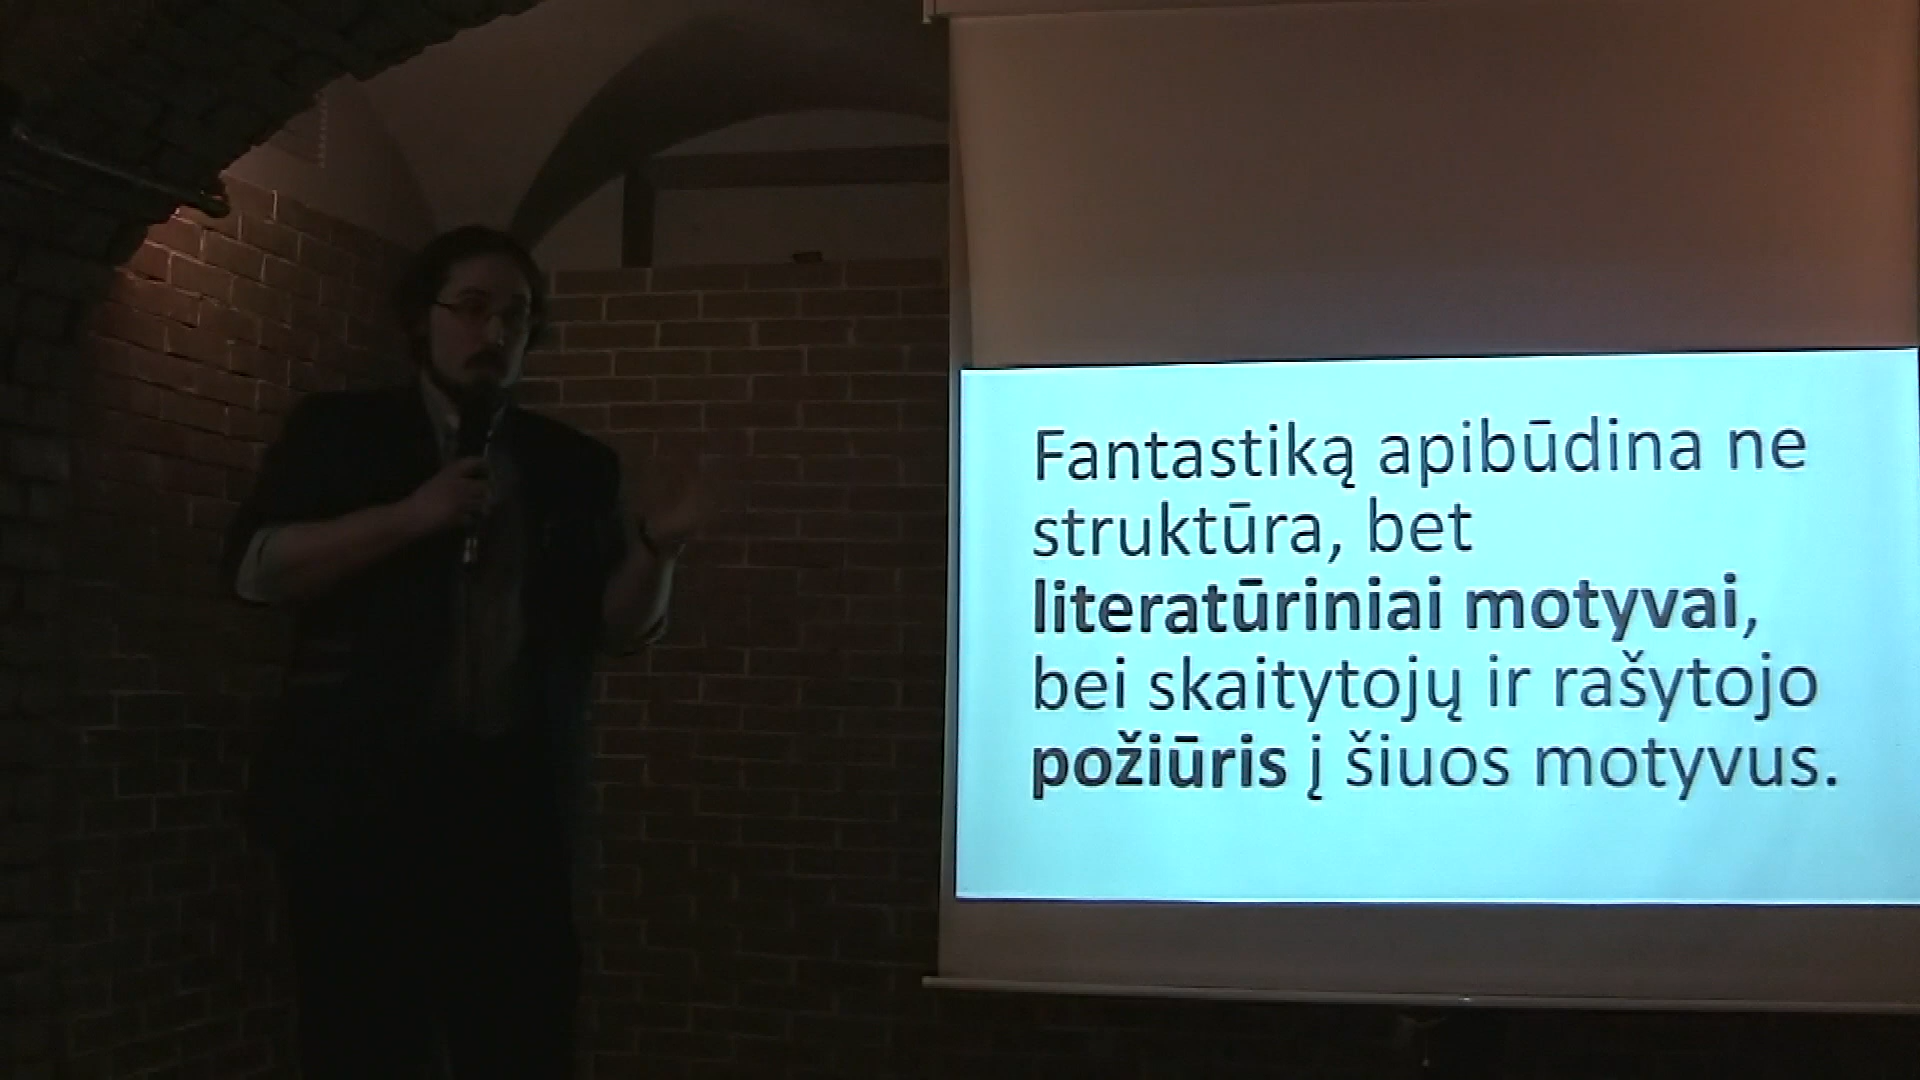 Fantastiką apibūdina ne
struktūra, bet
literatūriniai motyvai,
bei skaitytojų ir rašytojo
požiūris į šiuos motyvus.